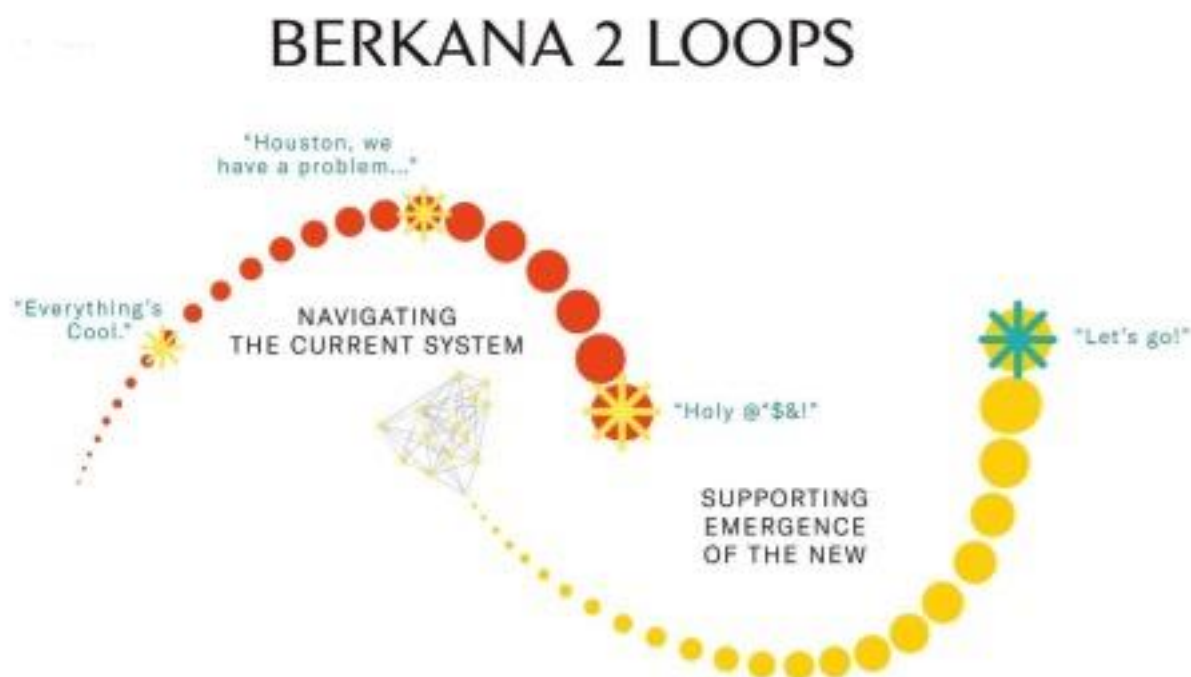 BERKANA 2 LOOPS
"Houston, we
have a problem..."
"Everything's
Cool."
NAVIGATING
THE CURRENT SYSTEM
"Let's go!"
"Holy @*$&!"
SUPPORTING
EMERGENCE
OF THE NEW